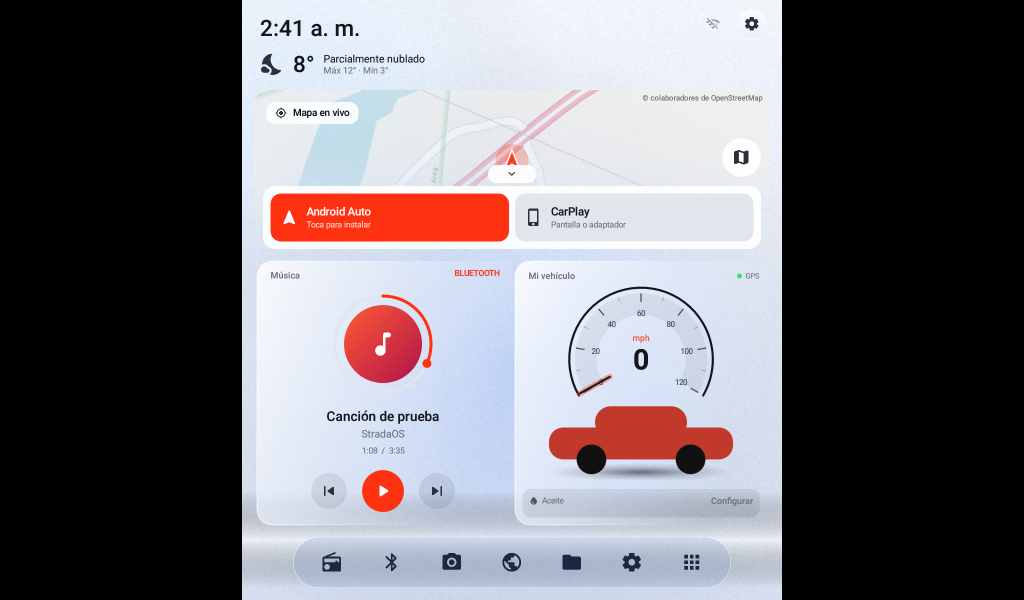 2:41 a. m.
8°
Parcialmente nublado
Máx 12° · Mín 3°
© colaboradores de OpenStreetMap
Mapa en vivo
Área
Android Auto
Toca para instalar
CarPlay
Pantalla o adaptador
Música
BLUETOOTH
Canción de prueba
StradaOS
1:08 / 3:35
Mi vehículo
GPS
60
40
80
20
100
120
mph
0
Aceite
Configurar